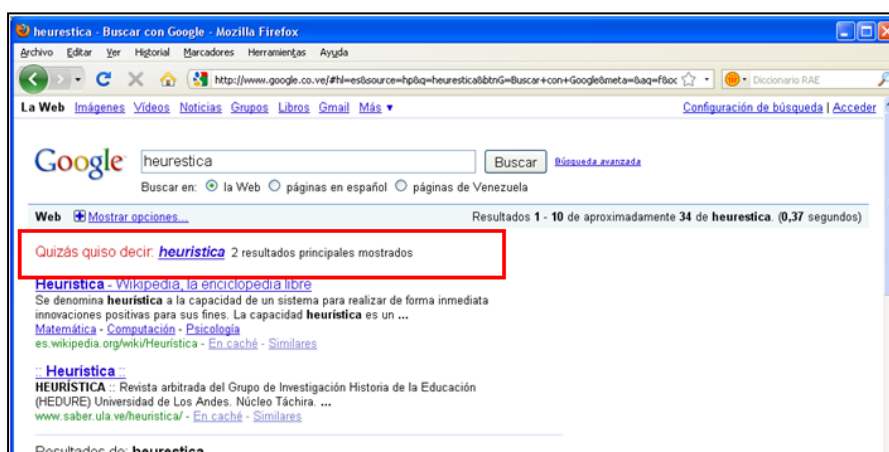 heurestica - Buscar con Google - Mozilla Firefox
Archivo Editar Ver Historial Marcadores Herramientas Ayuda
http://www.google.co.ve/#hl=es&source=hp&q=heurestica&btnG=Buscar+con+Google&meta=&aq=f&oc Diccionario RAE
La Web Imágenes Vídeos Noticias Grupos Libros Gmail Más ▼ Configuración de búsqueda | Acceder
Google heurestica Buscar Búsqueda avanzada
Buscar en: la Web páginas en español páginas de Venezuela
Web Mostrar opciones... Resultados 1 - 10 de aproximadamente 34 de heurestica. (0,37 segundos)
Quizás quiso decir: heuristica 2 resultados principales mostrados
Heurística - Wikipedia, la enciclopedia libre
Se denomina heurística a la capacidad de un sistema para realizar de forma inmediata
innovaciones positivas para sus fines. La capacidad heurística es un ...
Matemática - Computación - Psicología
es.wikipedia.org/wiki/Heurística - En caché - Similares
:: Heurística ::
HEURÍSTICA :: Revista arbitrada del Grupo de Investigación Historia de la Educación
(HEDURE) Universidad de Los Andes. Núcleo Táchira. ...
www.saber.ula.ve/heuristica/ - En caché - Similares
Resultados de: heurestica